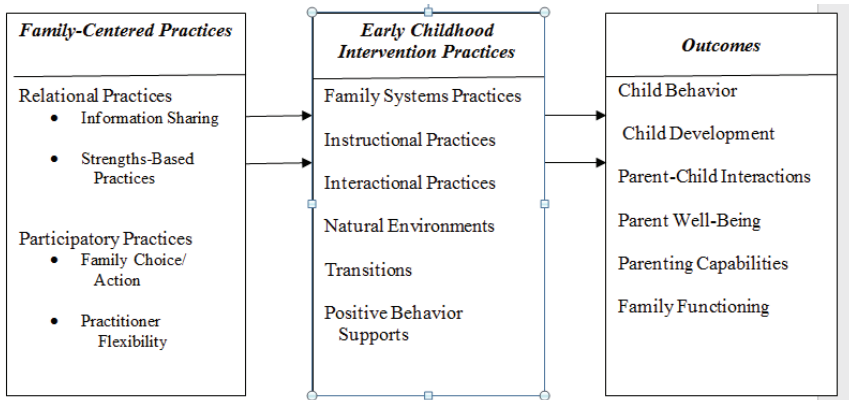 Family-Centered Practices
Relational Practices
• Information Sharing
• Strengths-Based
Practices
Participatory Practices
• Family Choice/
Action
• Practitioner
Flexibility
Early Childhood
Intervention Practices
Family Systems Practices
Instructional Practices
Interactional Practices
Natural Environments
Transitions
Positive Behavior
Supports
Outcomes
Child Behavior
Child Development
Parent-Child Interactions
Parent Well-Being
Parenting Capabilities
Family Functioning